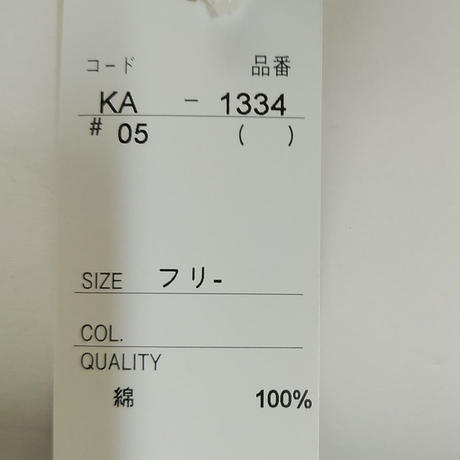 コード 品番
KA - 1334
# 05 ( )
SIZE フリ-
COL.
QUALITY
綿 100%